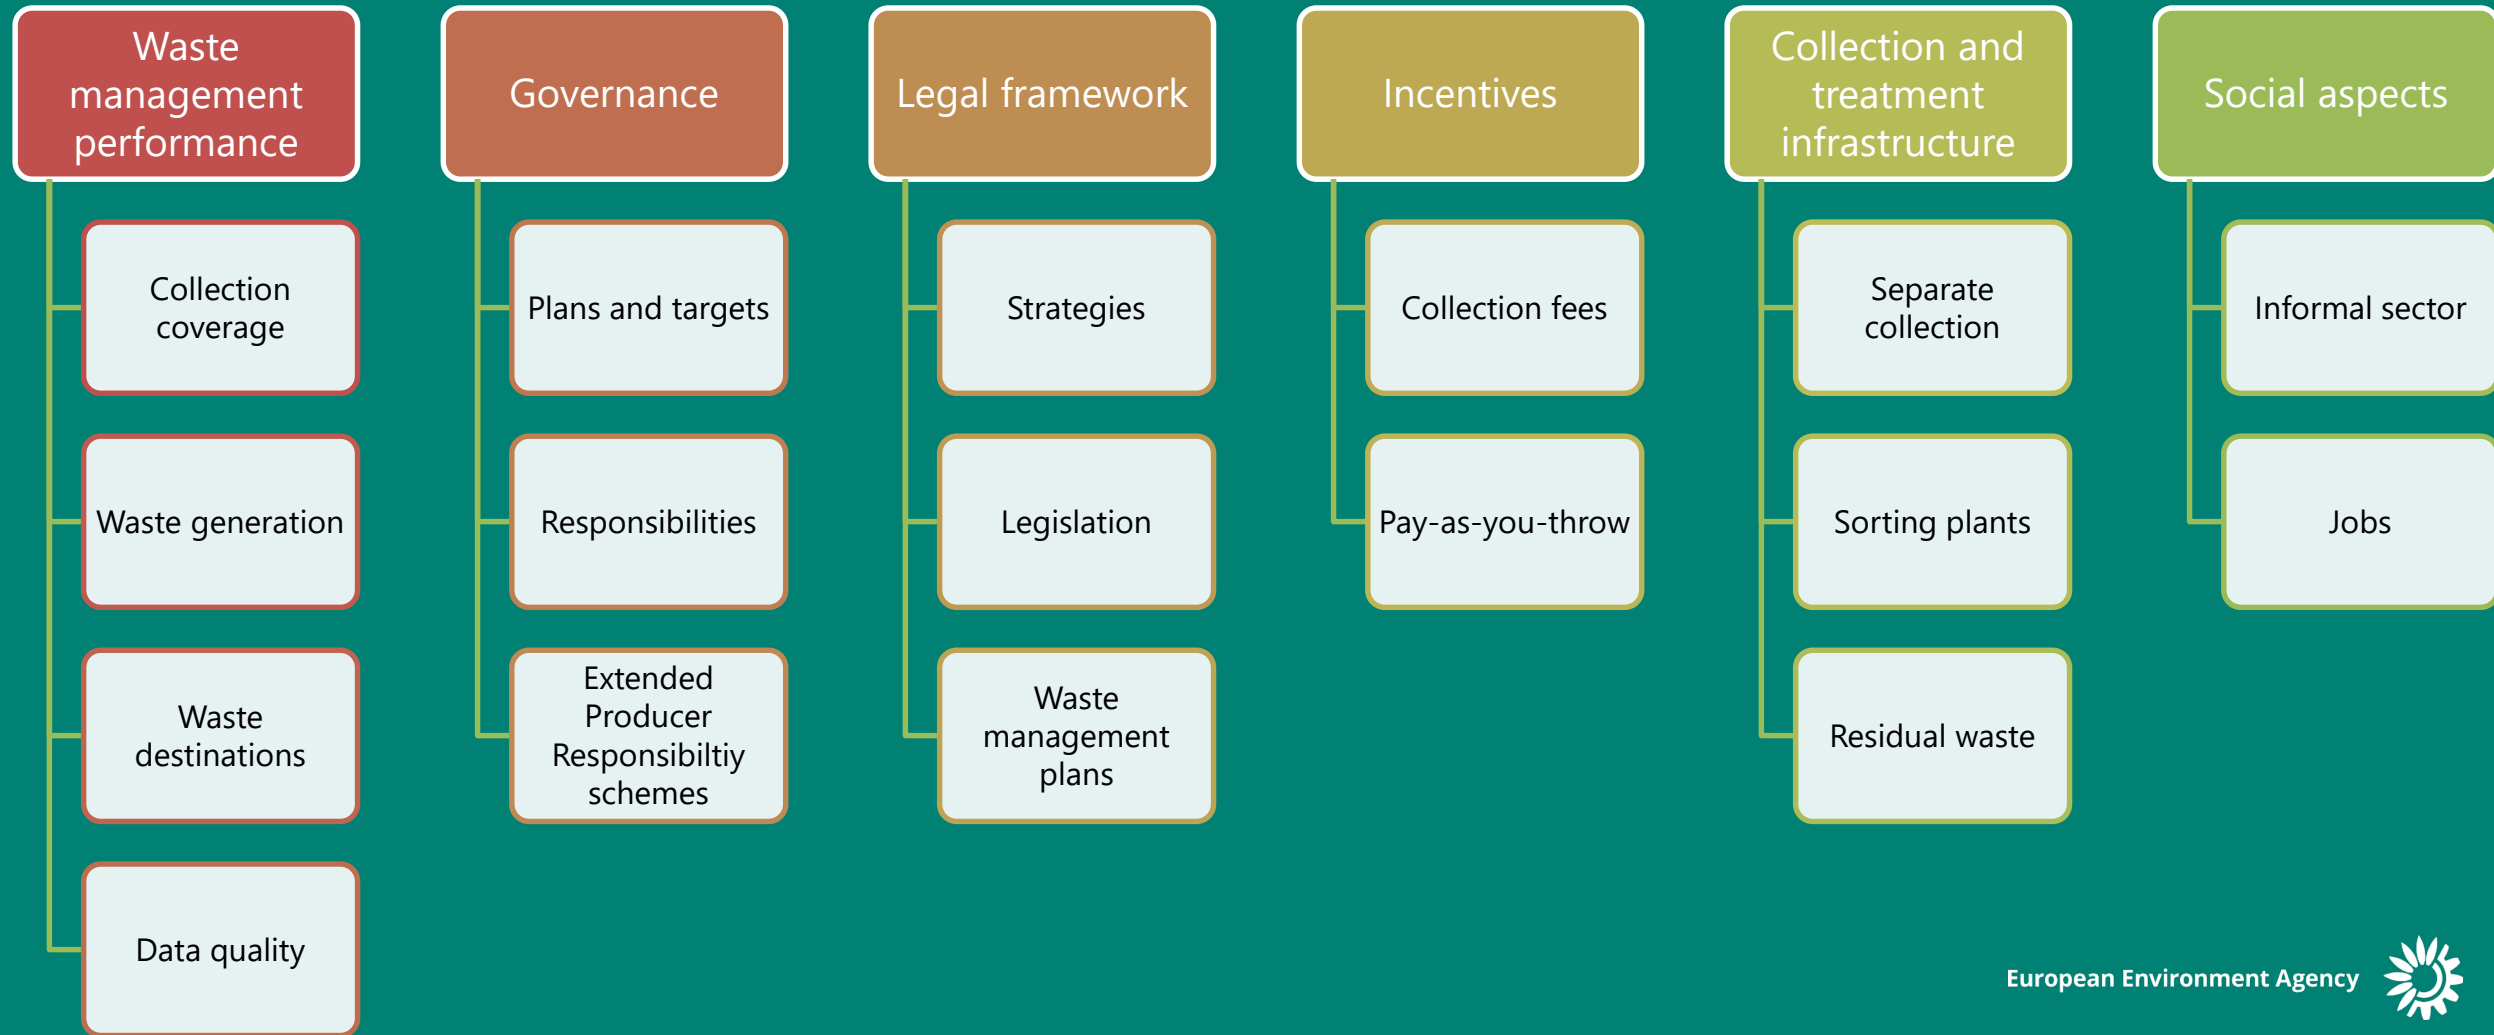 Waste
management
performance
Collection
coverage
Waste generation
Waste
destinations
Data quality
Governance
Plans and targets
Responsibilities
Extended
Producer
Responsibiltiy
schemes
Legal framework
Strategies
Legislation
Waste
management
plans
Incentives
Collection fees
Pay-as-you-throw
Collection and
treatment
infrastructure
Separate
collection
Sorting plants
Residual waste
Social aspects
Informal sector
Jobs
European Environment Agency